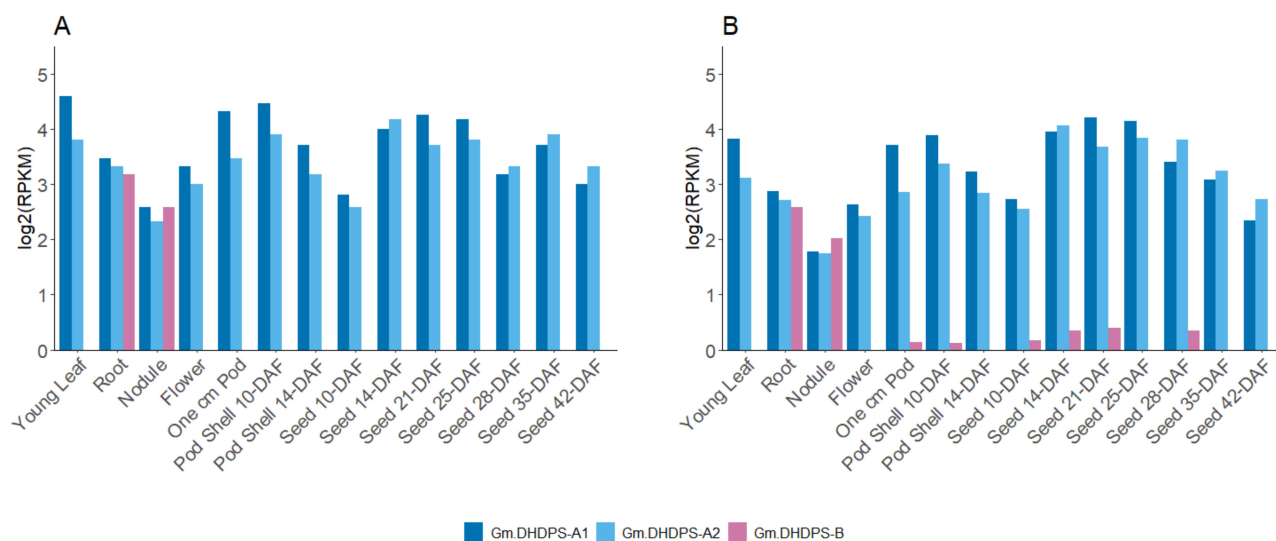 A
log2(RPKM)
5
4
3
2
1
0
Young Leaf
Root
Nodule
Flower
One cm Pod
Pod Shell 10-DAF
Pod Shell 14-DAF
Seed 10-DAF
Seed 14-DAF
Seed 21-DAF
Seed 25-DAF
Seed 28-DAF
Seed 35-DAF
Seed 42-DAF
B
log2(RPKM)
5
4
3
2
1
0
Young Leaf
Root
Nodule
Flower
One cm Pod
Pod Shell 10-DAF
Pod Shell 14-DAF
Seed 10-DAF
Seed 14-DAF
Seed 21-DAF
Seed 25-DAF
Seed 28-DAF
Seed 35-DAF
Seed 42-DAF
Gm.DHDPS-A1 Gm.DHDPS-A2 Gm.DHDPS-B